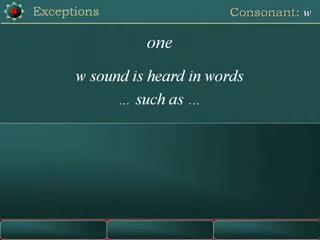 Exceptions
Consonant: w
one
w sound is heard in words
... such as ...